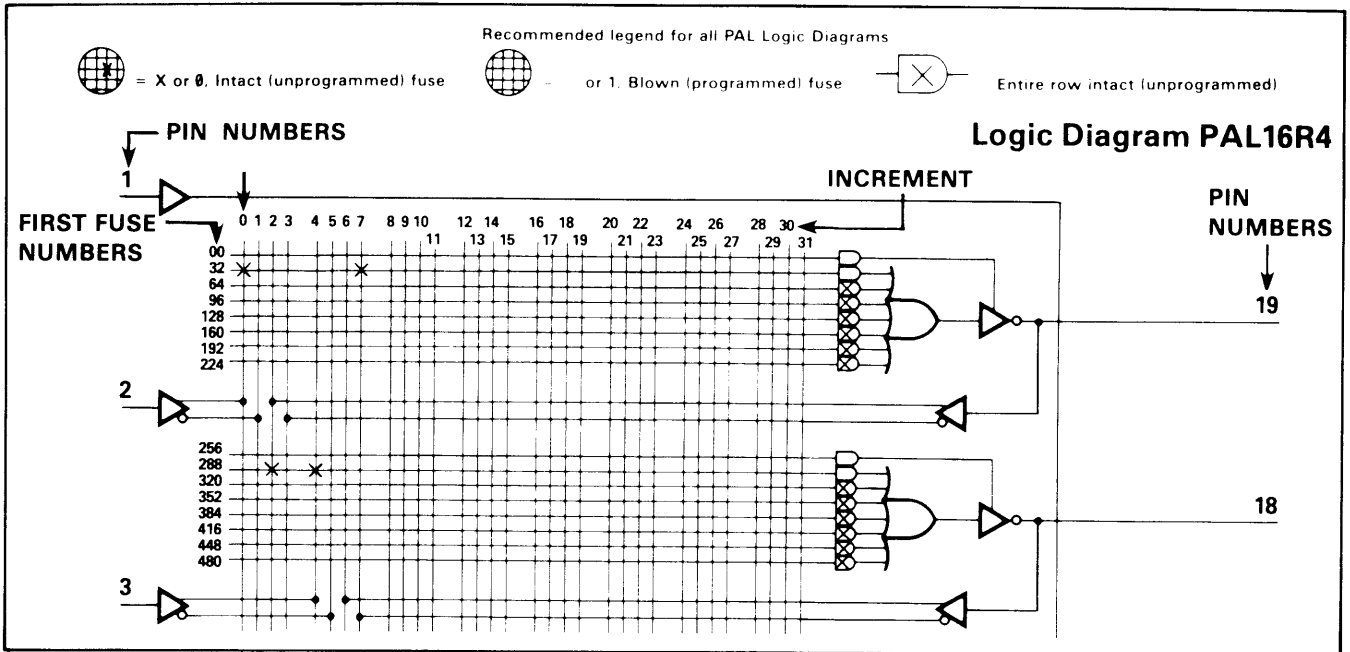 Recommended legend for all PAL Logic Diagrams
= X or 0, Intact (unprogrammed) fuse
or 1. Blown (programmed) fuse
Entire row intact (unprogrammed)
PIN NUMBERS
Logic Diagram PAL16R4
1
INCREMENT
PIN
NUMBERS
FIRST FUSE
NUMBERS
0 1 2 3 4 5 6 7 8 9 10 12 14 16 18 20 22 24 26 28 30
11 13 15 17 19 21 23 25 27 29 31
00
32
64
96
128
160
192
224
19
2
256
288
320
352
384
416
448
480
18
3